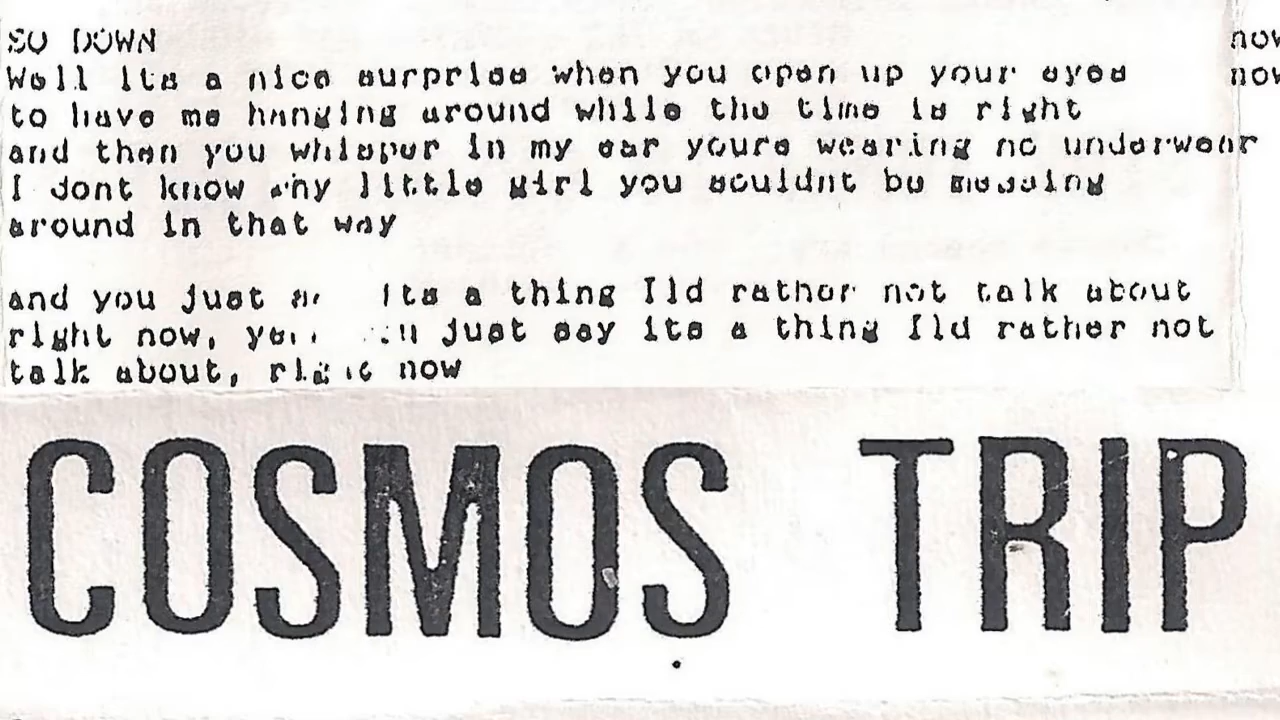 SO DOWN
Well its a nice surprise when you open up your eyes
to have me hanging around while the time is right
and then you whisper in my ear youre wearing no underwear
I dont know why little girl you souldnt be messing
around in that way
and you just its a thing Ild rather not talk about
right now, just say its a thing Ild rather not
talk about, right now
COSMOS TRIP